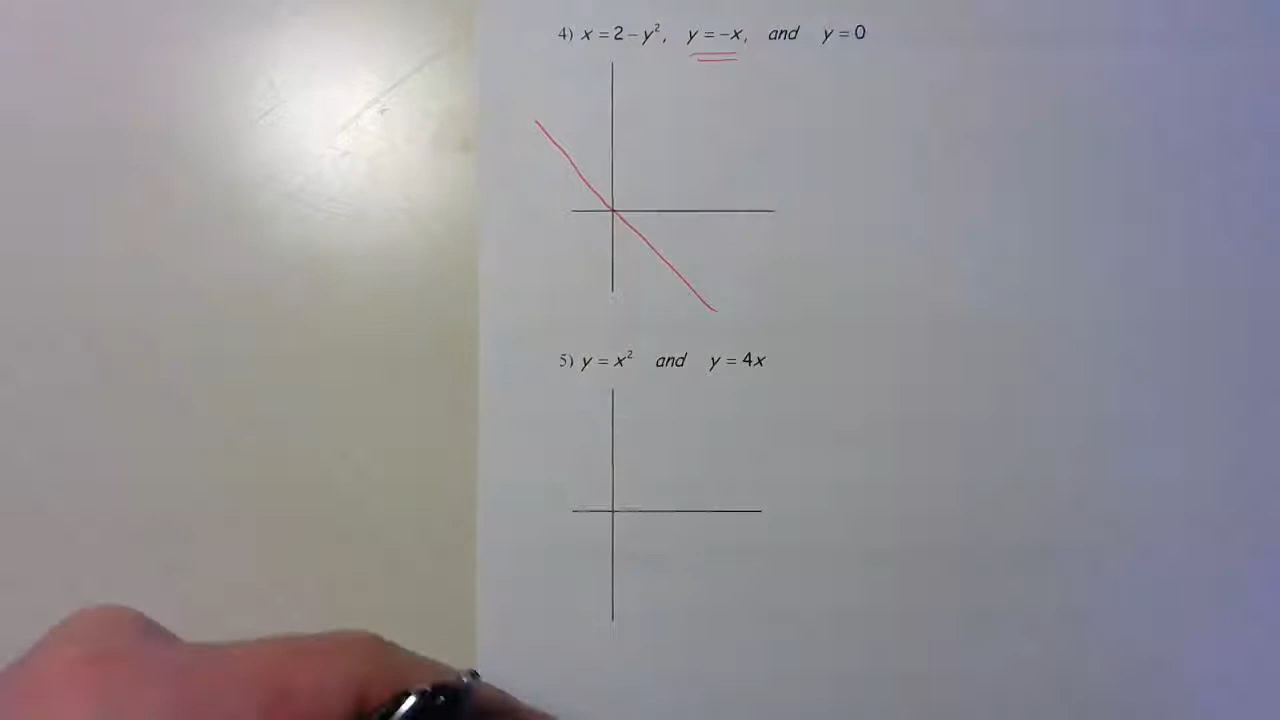 4) x = 2 – y², y = –x, and y = 0
5) y = x² and y = 4x